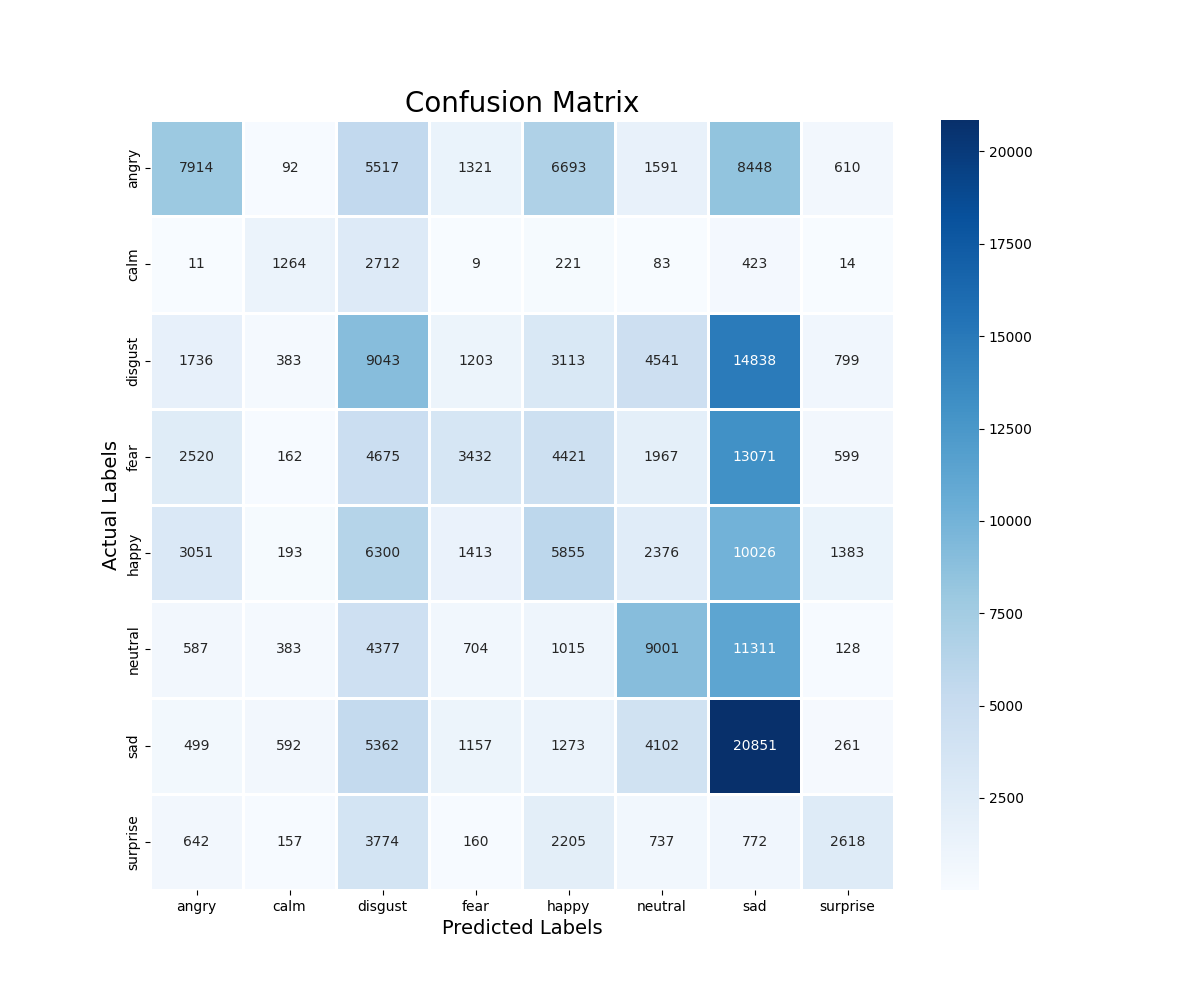 Confusion Matrix
angry 7914 92 5517 1321 6693 1591 8448 610
calm 11 1264 2712 9 221 83 423 14
disgust 1736 383 9043 1203 3113 4541 14838 799
fear 2520 162 4675 3432 4421 1967 13071 599
happy 3051 193 6300 1413 5855 2376 10026 1383
neutral 587 383 4377 704 1015 9001 11311 128
sad 499 592 5362 1157 1273 4102 20851 261
surprise 642 157 3774 160 2205 737 772 2618
angry calm disgust fear happy neutral sad surprise
Predicted Labels
Actual Labels
20000
17500
15000
12500
10000
7500
5000
2500